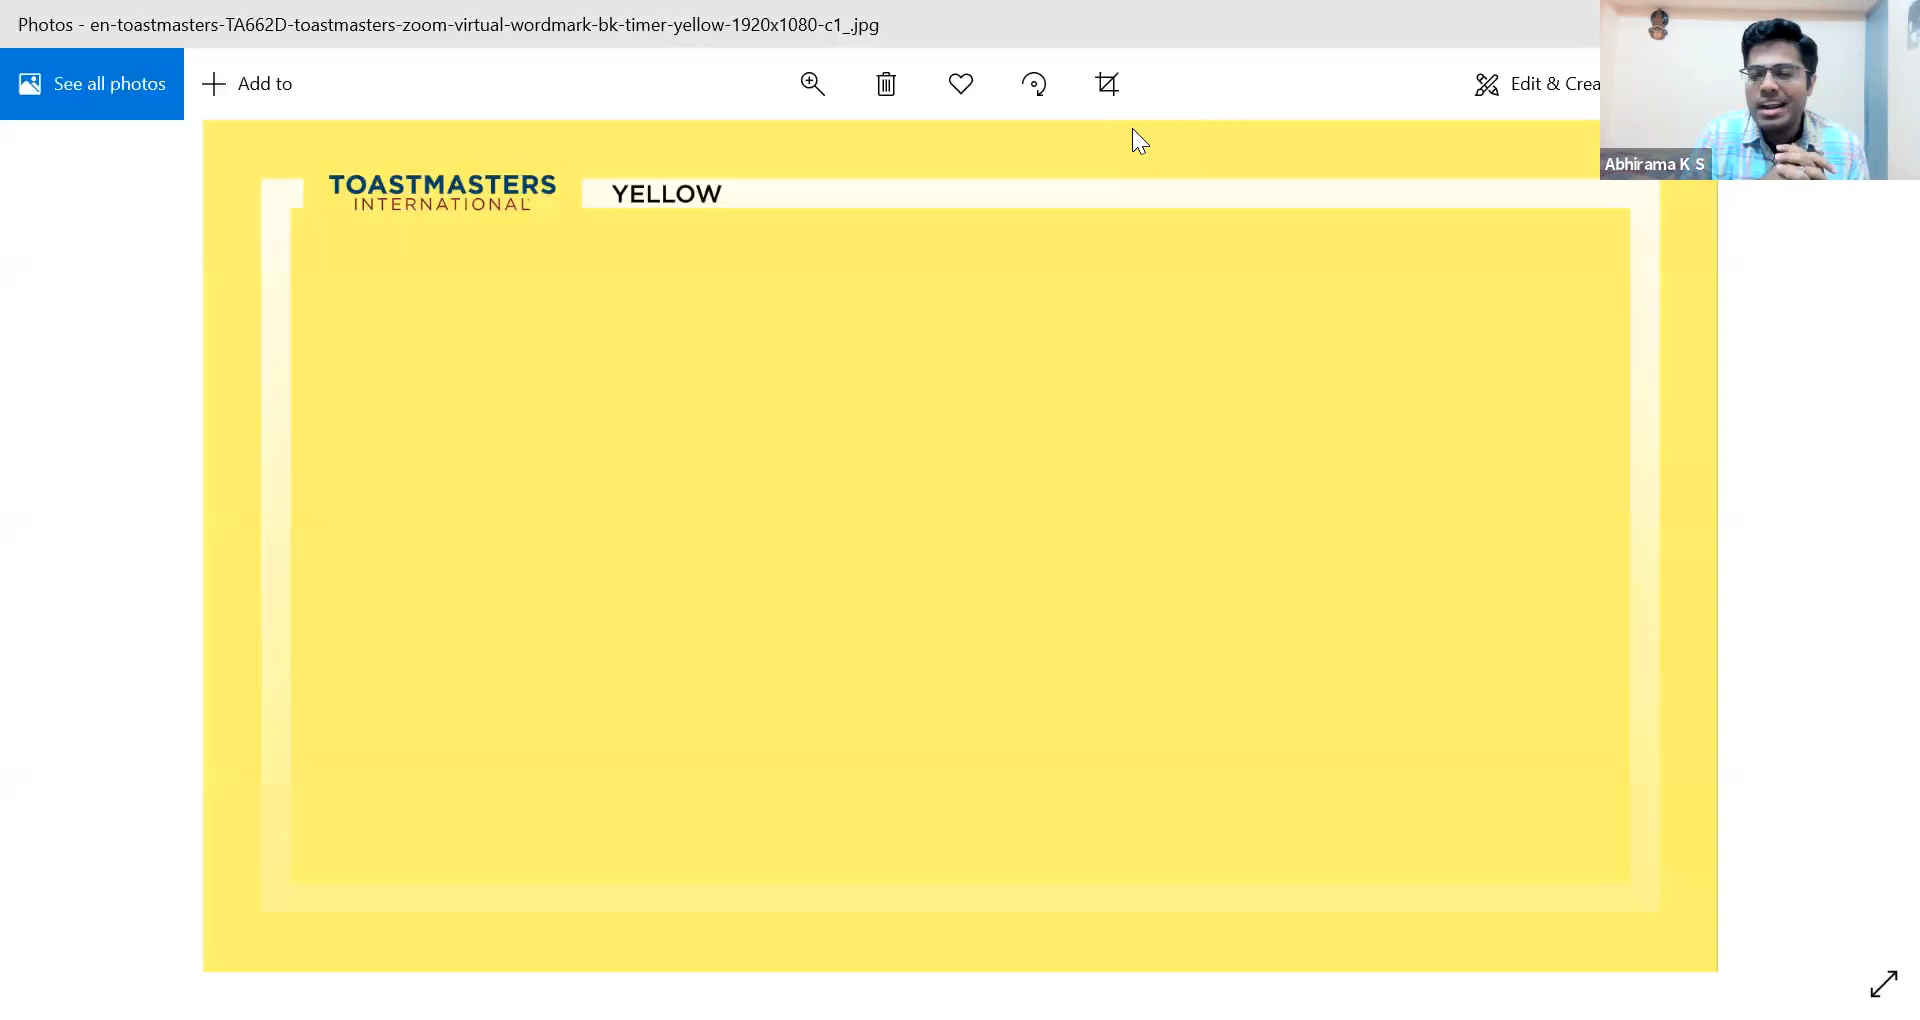 Photos - en-toastmasters-TA662D-toastmasters-zoom-virtual-wordmark-bk-timer-yellow-1920x1080-c1_.jpg
See all photos
Add to
Edit & Crea
Abhirama K S
TOASTMASTERS
INTERNATIONAL
YELLOW